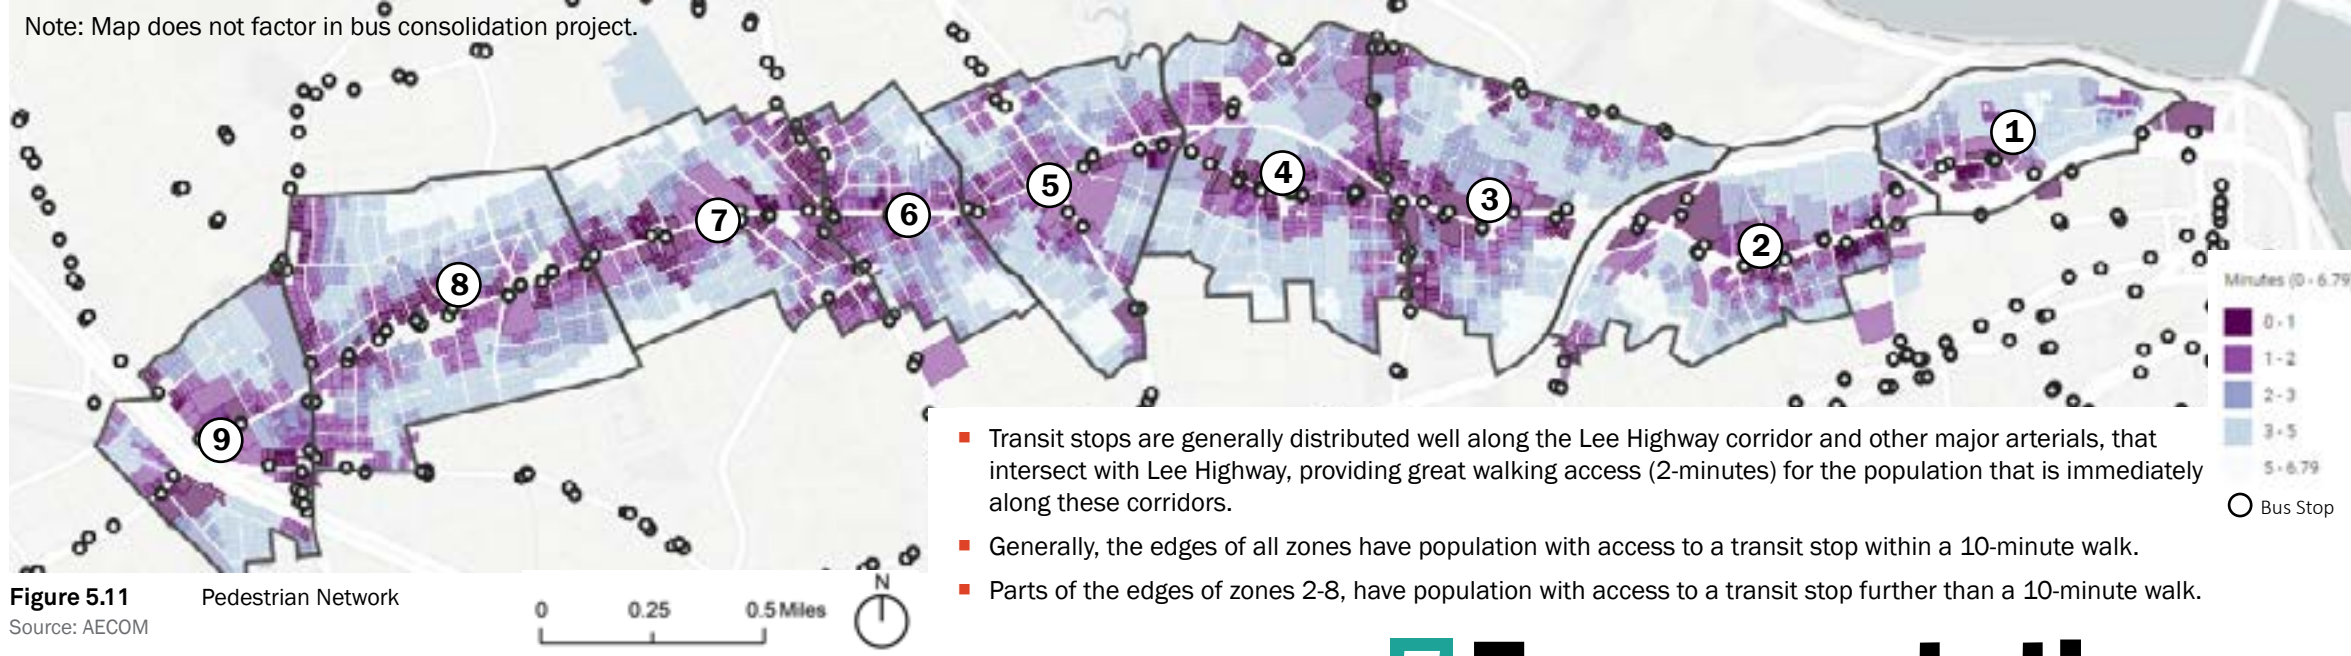 Note: Map does not factor in bus consolidation project.
1
2
3
4
5
6
7
8
9
Minutes (0 - 6.79
0 - 1
1 - 2
2 - 3
3 - 5
5 - 6.79
Bus Stop
Transit stops are generally distributed well along the Lee Highway corridor and other major arterials, that
intersect with Lee Highway, providing great walking access (2-minutes) for the population that is immediately
along these corridors.
Generally, the edges of all zones have population with access to a transit stop within a 10-minute walk.
Parts of the edges of zones 2-8, have population with access to a transit stop further than a 10-minute walk.
Figure 5.11 Pedestrian Network
Source: AECOM
0 0.25 0.5 Miles
N